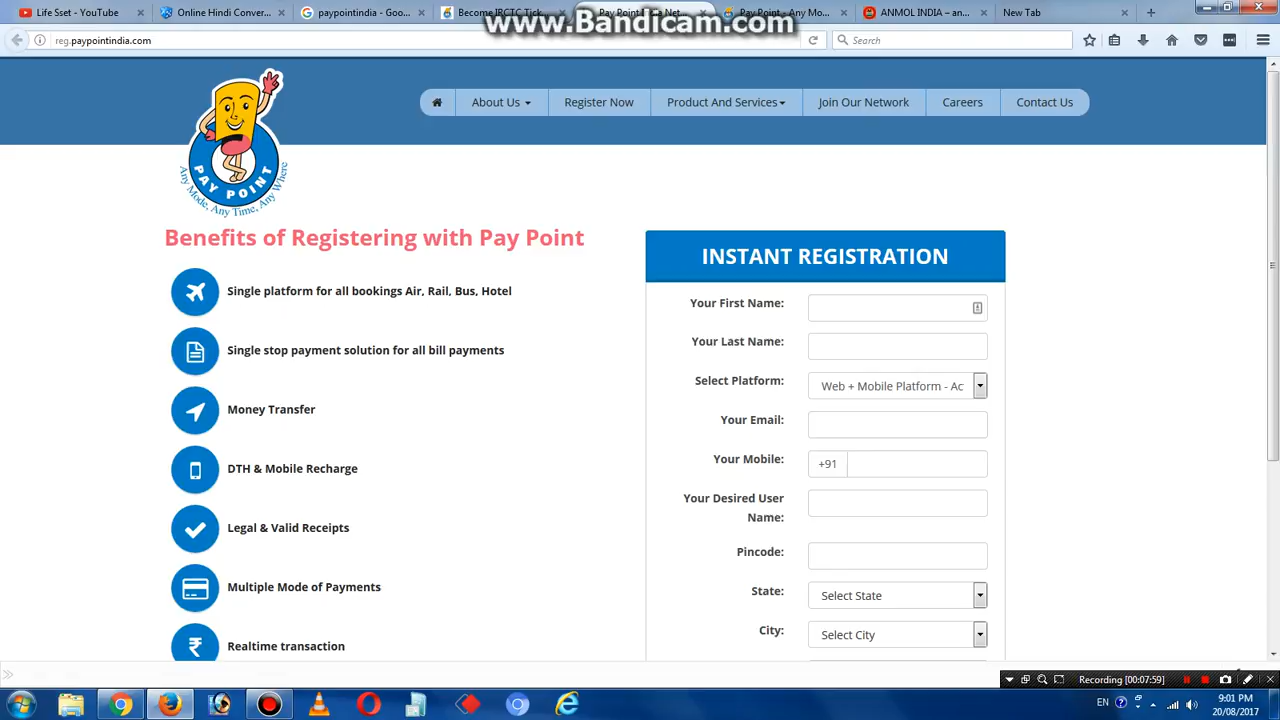 Life Set - YouTube
Online Hindi Conver...
paypointindia - Goo...
Become IRCTC Tick
Pay Point - Any Mo...
ANMOL INDIA – an...
New Tab
www.Bandicam.com
reg.paypointindia.com
Search
About Us
Register Now
Product And Services
Join Our Network
Careers
Contact Us
PAY POINT
Any Mode, Any Time, Any Where
Benefits of Registering with Pay Point
Single platform for all bookings Air, Rail, Bus, Hotel
Single stop payment solution for all bill payments
Money Transfer
DTH & Mobile Recharge
Legal & Valid Receipts
Multiple Mode of Payments
Realtime transaction
INSTANT REGISTRATION
Your First Name:
Your Last Name:
Select Platform:
Web + Mobile Platform - Ac
Your Email:
Your Mobile:
+91
Your Desired User
Name:
Pincode:
State:
Select State
City:
Select City
Recording [00:07:59]
EN
9:01 PM
20/08/2017